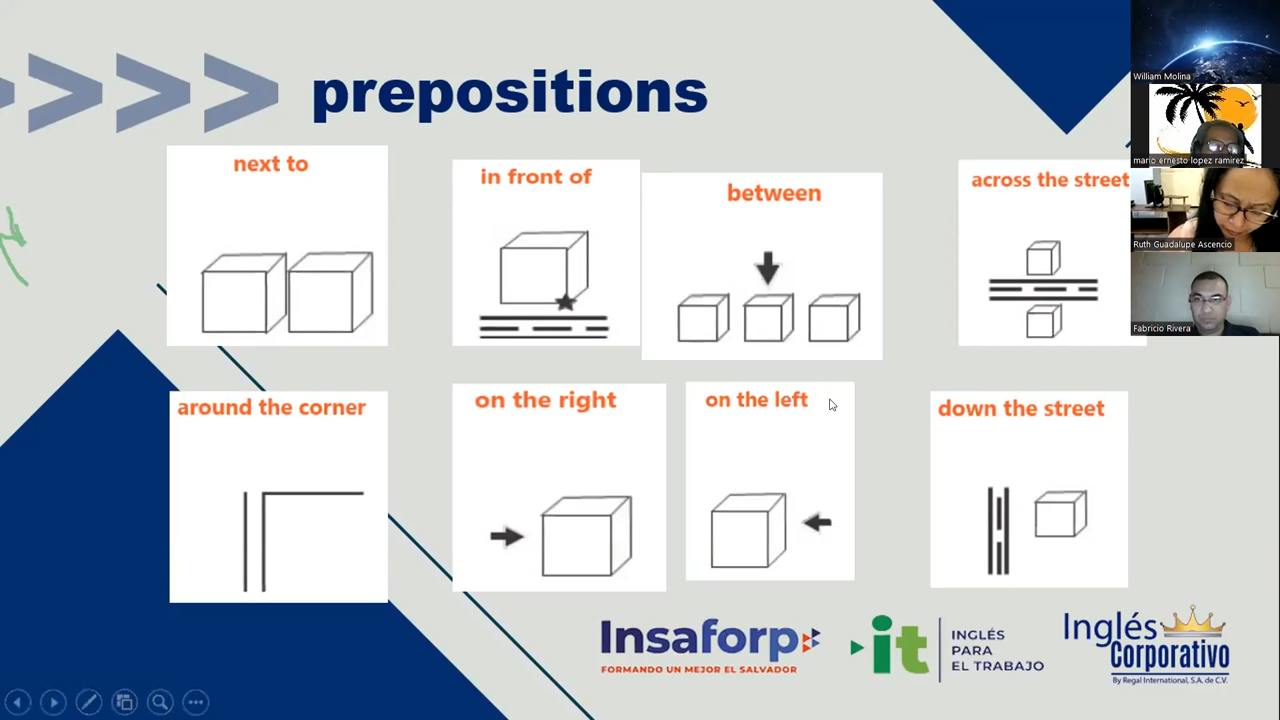 prepositions
next to
in front of
between
across the street
around the corner
on the right
on the left
down the street
William Molina
mario ernesto lopez ramirez
Ruth Guadalupe Ascencio
Fabricio Rivera
Insaforp
FORMANDO UN MEJOR EL SALVADOR
it
INGLÉS
PARA
EL TRABAJO
Inglés
Corporativo
By Regal International, S.A. de C.V.